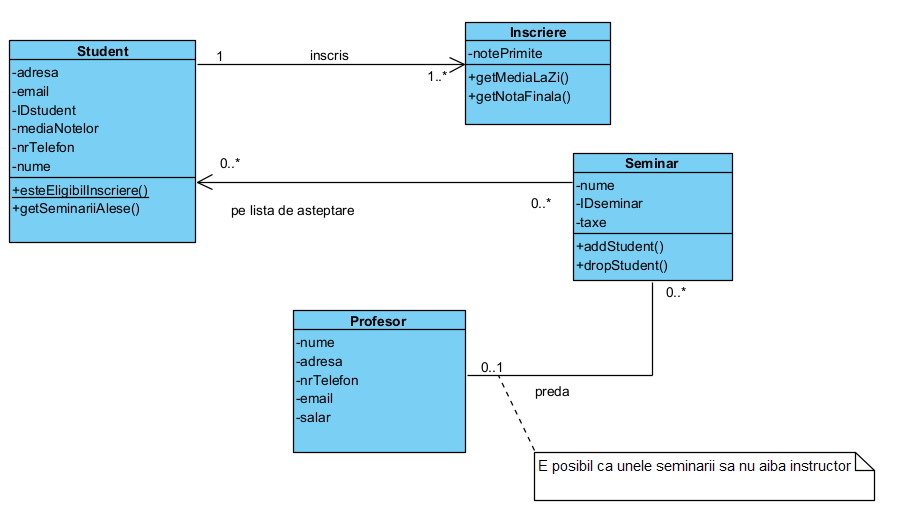 Student
-adresa
-email
-IDstudent
-mediaNotelor
-nrTelefon
-nume
+esteEligibilInscriere()
+getSeminariiAlese()
1
inscris
1..*
Inscriere
-notePrimite
+getMediaLaZi()
+getNotaFinala()
0..*
pe lista de asteptare
0..*
Seminar
-nume
-IDseminar
-taxe
+addStudent()
+dropStudent()
0..*
Profesor
-nume
-adresa
-nrTelefon
-email
-salar
0..1
preda
E posibil ca unele seminarii sa nu aiba instructor